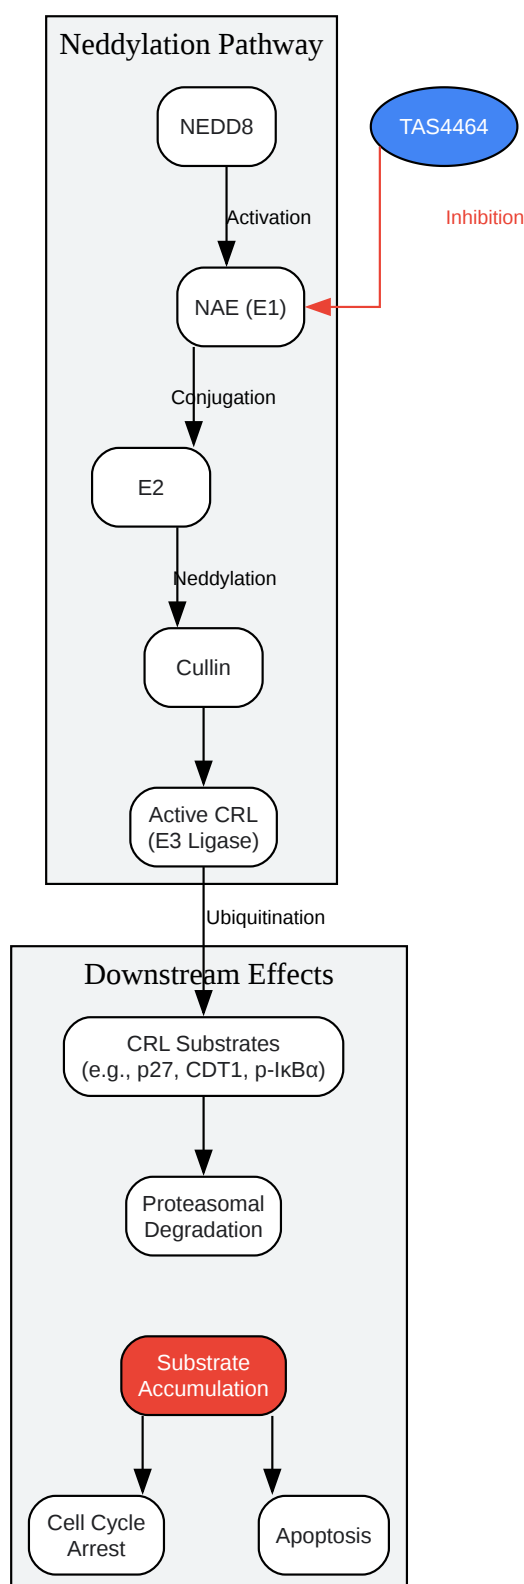 Neddylation Pathway
NEDD8
TAS4464
Activation
Inhibition
NAE (E1)
Conjugation
E2
Neddylation
Cullin
Active CRL
(E3 Ligase)
Ubiquitination
Downstream Effects
CRL Substrates
(e.g., p27, CDT1, p-IκBα)
Proteasomal
Degradation
Substrate
Accumulation
Cell Cycle
Arrest
Apoptosis